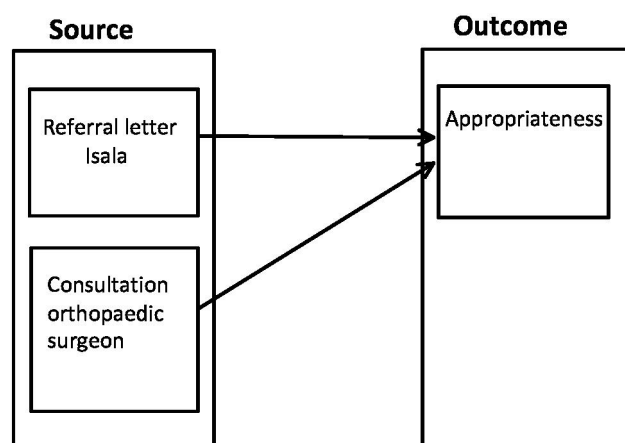 Source
Outcome
Referral letter
Isala
Appropriateness
Consultation
orthopaedic
surgeon